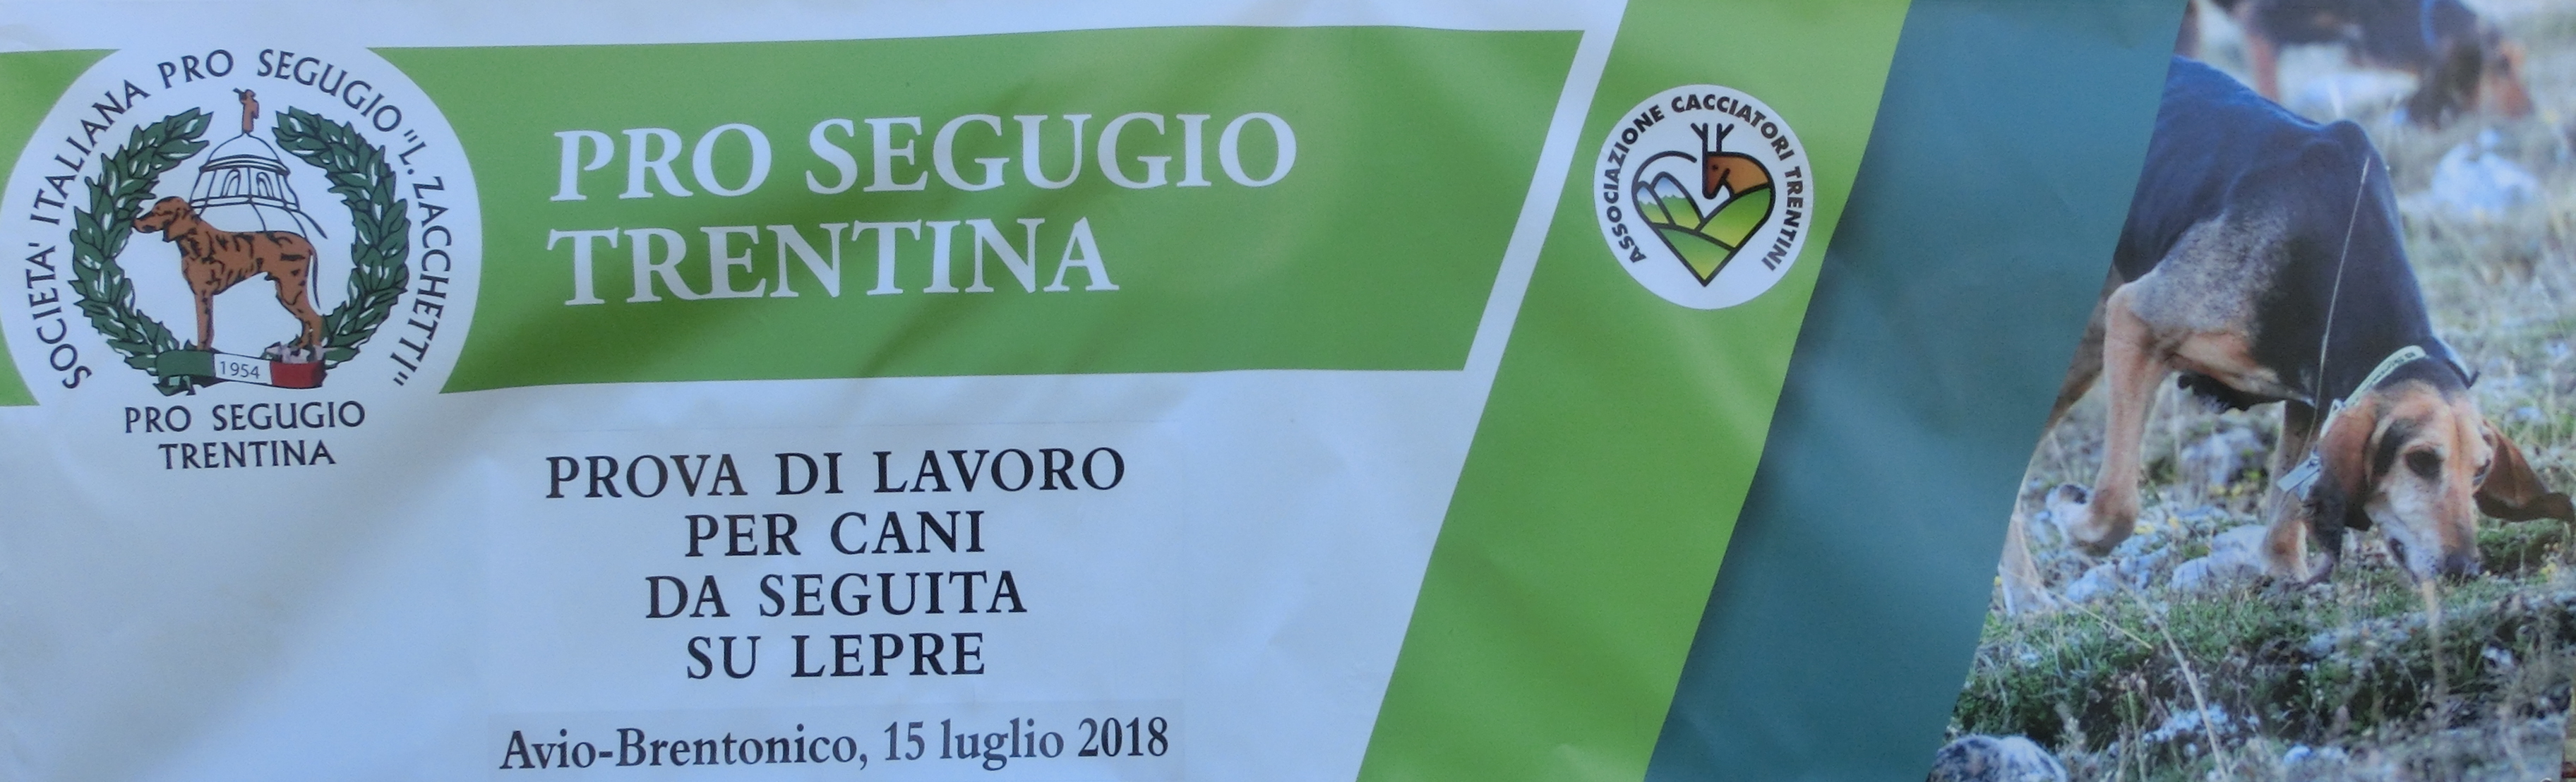 SOCIETA' ITALIANA PRO SEGUGIO "L. ZACCHETTI"
1954
PRO SEGUGIO
TRENTINA
PRO SEGUGIO
TRENTINA
ASSOCIAZIONE CACCIATORI TRENTINI
PROVA DI LAVORO
PER CANI
DA SEGUITA
SU LEPRE
Avio-Brentonico, 15 luglio 2018